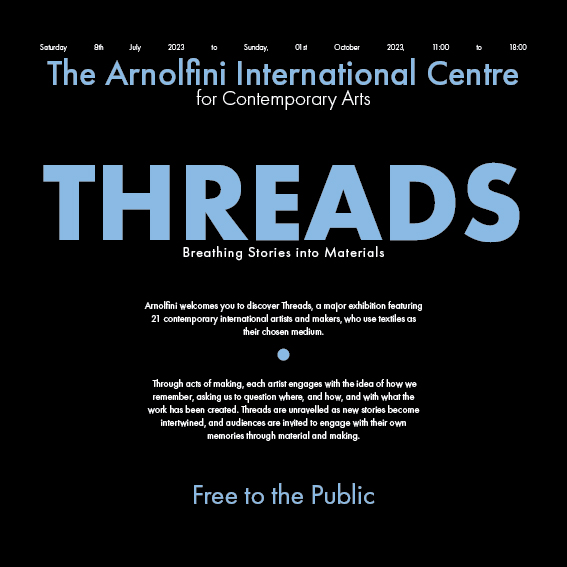 Saturday 8th July 2023 to Sunday, 01st October 2023, 11:00 to 18:00
The Arnolfini International Centre
for Contemporary Arts
THREADS
Breathing Stories into Materials
Arnolfini welcomes you to discover Threads, a major exhibition featuring
21 contemporary international artists and makers, who use textiles as
their chosen medium.
Through acts of making, each artist engages with the idea of how we
remember, asking us to question where, and how, and with what the
work has been created. Threads are unravelled as new stories become
intertwined, and audiences are invited to engage with their own
memories through material and making.
Free to the Public